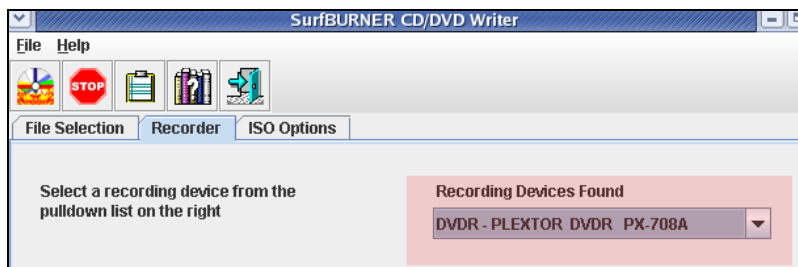 SurfBURNER CD/DVD Writer
File Help
STOP
?
File Selection Recorder ISO Options
Select a recording device from the
pulldown list on the right
Recording Devices Found
DVDR - PLEXTOR DVDR PX-708A